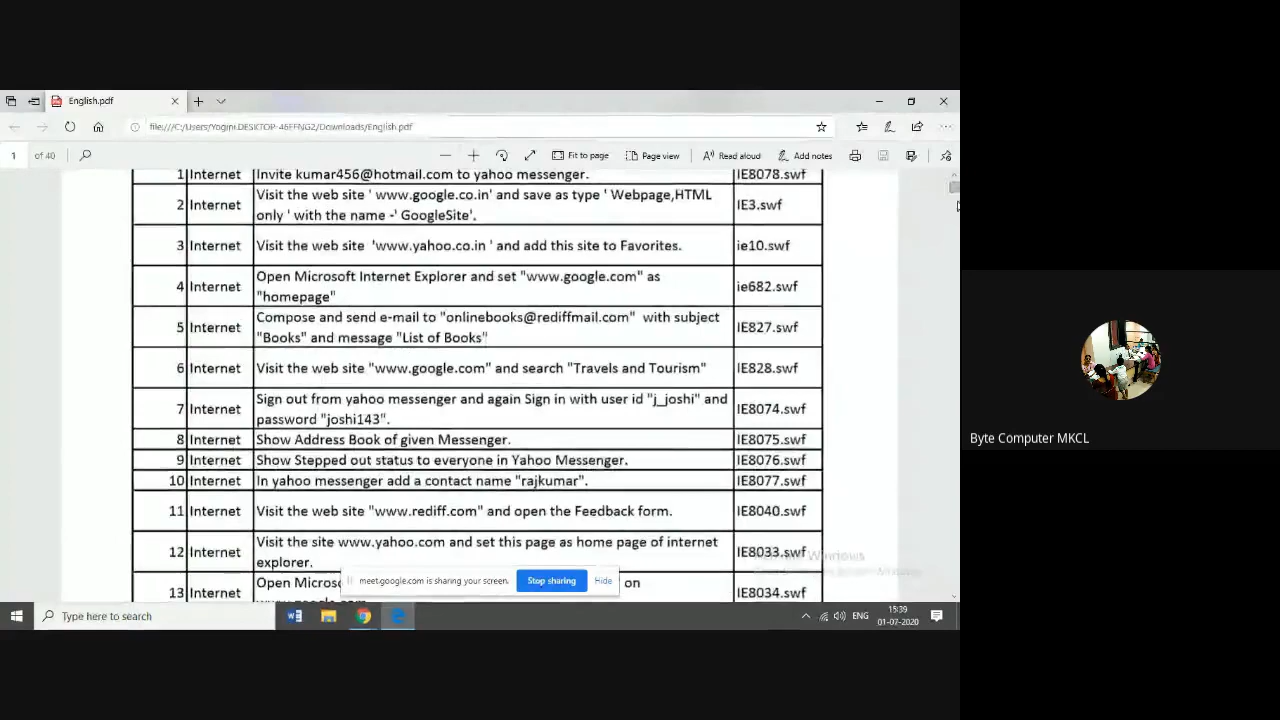 English.pdf
file:///C:/Users/Yogini.DESKTOP-46FFNG2/Downloads/English.pdf
1 of 40 Fit to page Page view Read aloud Add notes
1 Internet Invite kumar456@hotmail.com to yahoo messenger. IE8078.swf
2 Internet Visit the web site ' www.google.co.in' and save as type ' Webpage,HTML
only ' with the name -' GoogleSite'. IE3.swf
3 Internet Visit the web site 'www.yahoo.co.in ' and add this site to Favorites. ie10.swf
4 Internet Open Microsoft Internet Explorer and set "www.google.com" as
"homepage" ie682.swf
5 Internet Compose and send e-mail to "onlinebooks@rediffmail.com" with subject
"Books" and message "List of Books" IE827.swf
6 Internet Visit the web site "www.google.com" and search "Travels and Tourism" IE828.swf
7 Internet Sign out from yahoo messenger and again Sign in with user id "j_joshi" and
password "joshi143". IE8074.swf
8 Internet Show Address Book of given Messenger. IE8075.swf
9 Internet Show Stepped out status to everyone in Yahoo Messenger. IE8076.swf
10 Internet In yahoo messenger add a contact name "rajkumar". IE8077.swf
11 Internet Visit the web site "www.rediff.com" and open the Feedback form. IE8040.swf
12 Internet Visit the site www.yahoo.com and set this page as home page of internet
explorer. IE8033.swf
13 Internet Open on IE8034.swf
meet.google.com is sharing your screen. Stop sharing Hide
Type here to search
ENG
15:39
01-07-2020
Byte Computer MKCL